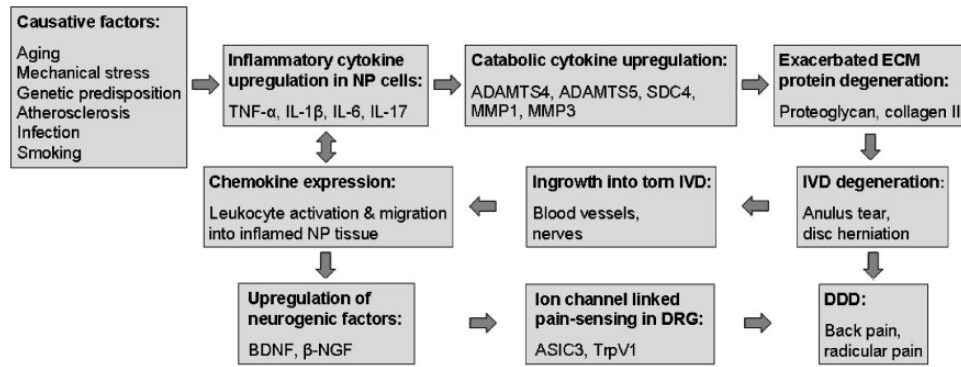 Causative factors:
Aging
Mechanical stress
Genetic predisposition
Atherosclerosis
Infection
Smoking
Inflammatory cytokine
upregulation in NP cells:
TNF-α, IL-1β, IL-6, IL-17
Catabolic cytokine upregulation:
ADAMTS4, ADAMTS5, SDC4,
MMP1, MMP3
Exacerbated ECM
protein degeneration:
Proteoglycan, collagen II
Chemokine expression:
Leukocyte activation & migration
into inflamed NP tissue
Ingrowth into torn IVD:
Blood vessels,
nerves
IVD degeneration:
Anulus tear,
disc herniation
Upregulation of
neurogenic factors:
BDNF, β-NGF
Ion channel linked
pain-sensing in DRG:
ASIC3, TrpV1
DDD:
Back pain,
radicular pain